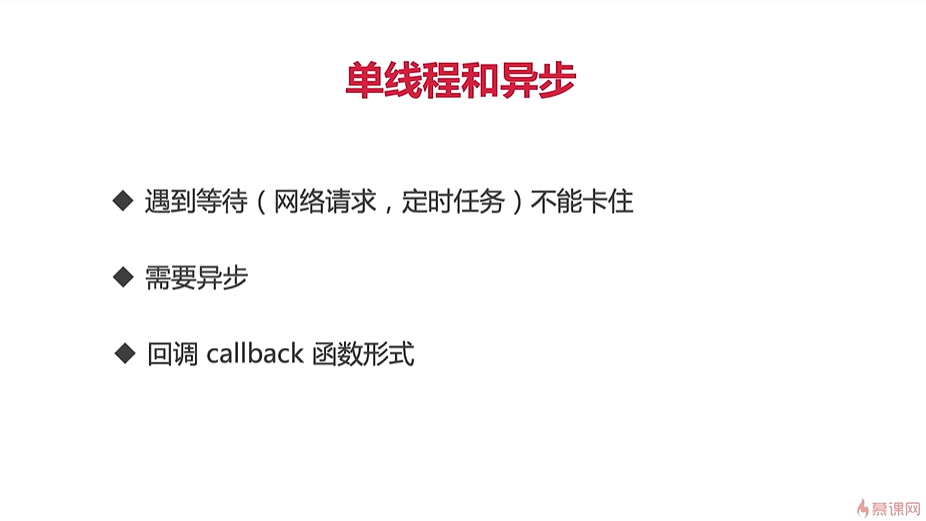 单线程和异步
◆ 遇到等待（网络请求，定时任务）不能卡住
◆ 需要异步
◆ 回调 callback 函数形式
慕课网